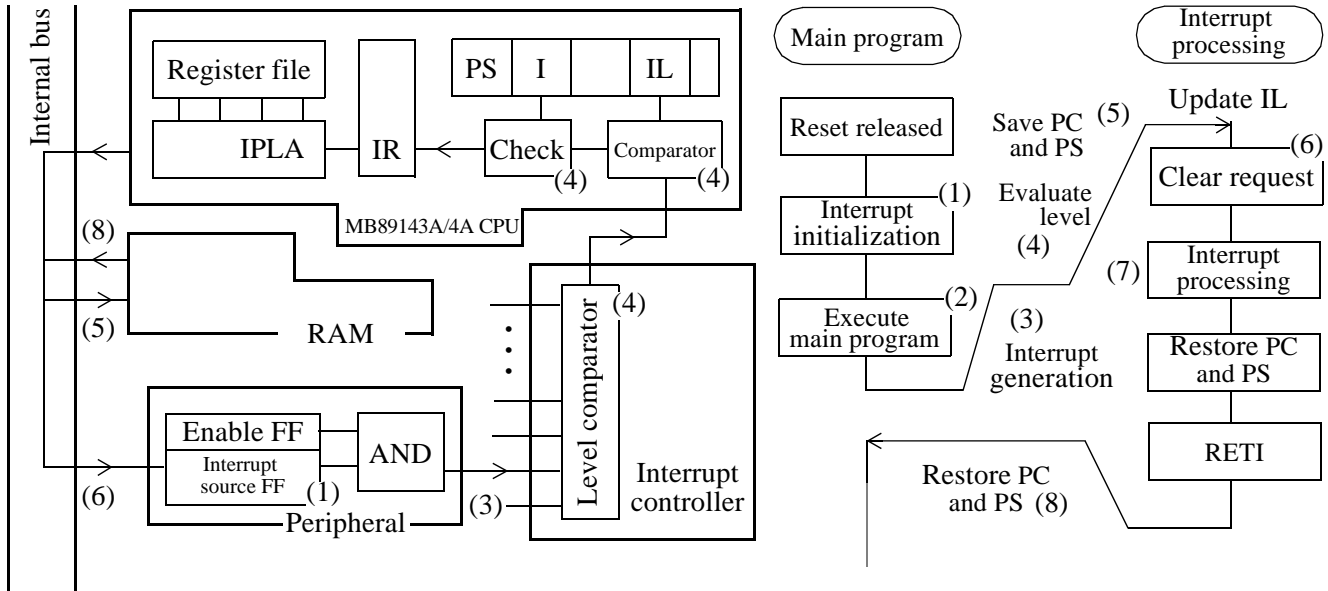 Internal bus
Register file
IPLA
IR
PS
I
IL
Check
(4)
Comparator
(4)
MB89143A/4A CPU
(8)
(5)
RAM
(4)
Level comparator
Interrupt
controller
Enable FF
Interrupt
source FF
(1)
AND
Peripheral
(6)
(3)
Main program
Reset released
(1)
Interrupt
initialization
(2)
Execute
main program
(3)
Interrupt
generation
Evaluate
level
(4)
Save PC
and PS
(5)
Interrupt
processing
Update IL
(6)
Clear request
(7)
Interrupt
processing
Restore PC
and PS
RETI
Restore PC
and PS (8)